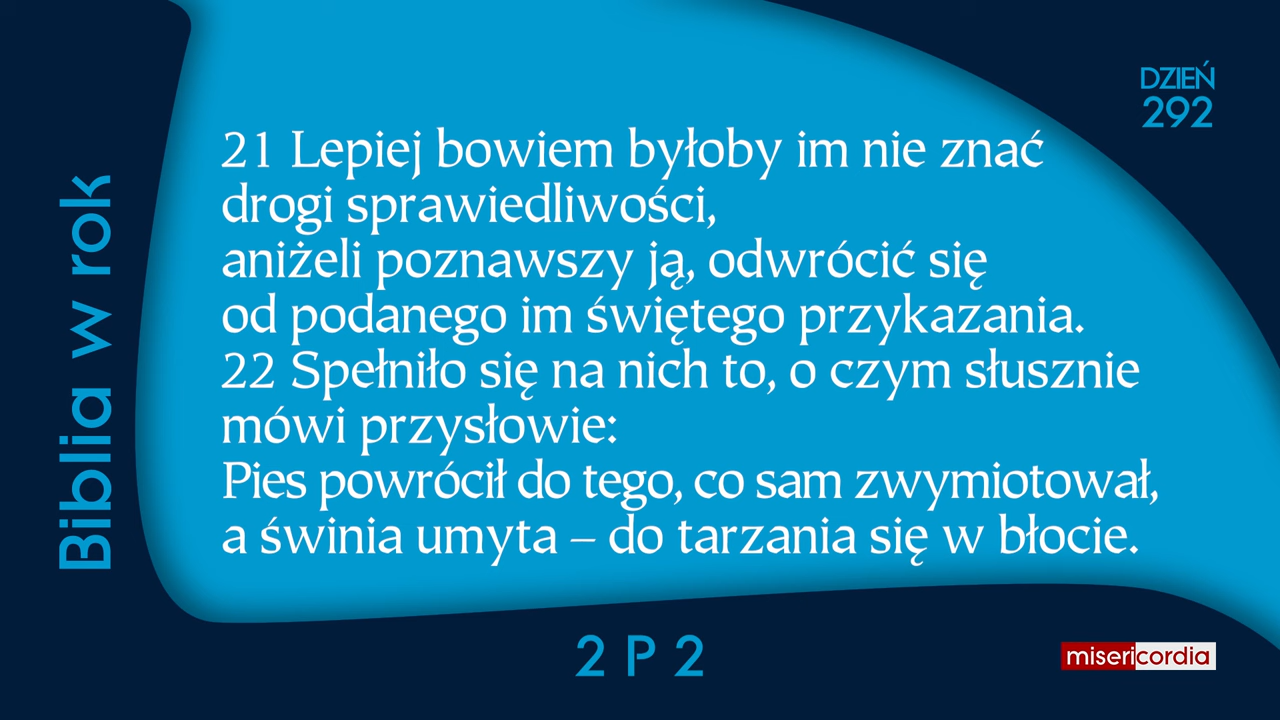 DZIEŃ
292
21 Lepiej bowiem byłoby im nie znać
drogi sprawiedliwości,
aniżeli poznawszy ją, odwrócić się
od podanego im świętego przykazania.
22 Spełniło się na nich to, o czym słusznie
mówi przysłowie:
Pies powrócił do tego, co sam zwymiotował,
a świnia umyta – do tarzania się w błocie.
Biblia w rok
2 P 2
misericordia